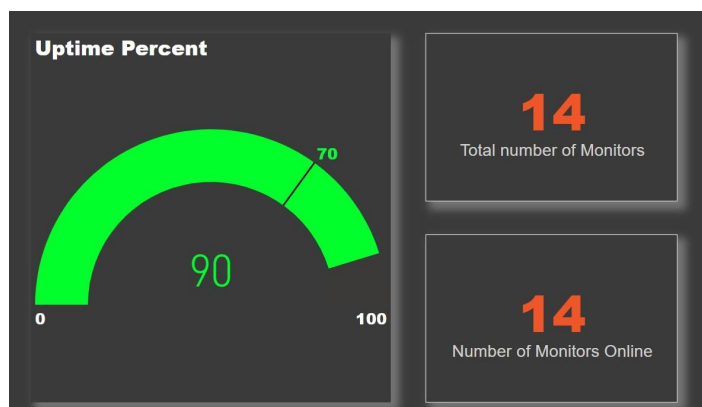 Uptime Percent
70
90
0
100
14
Total number of Monitors
14
Number of Monitors Online